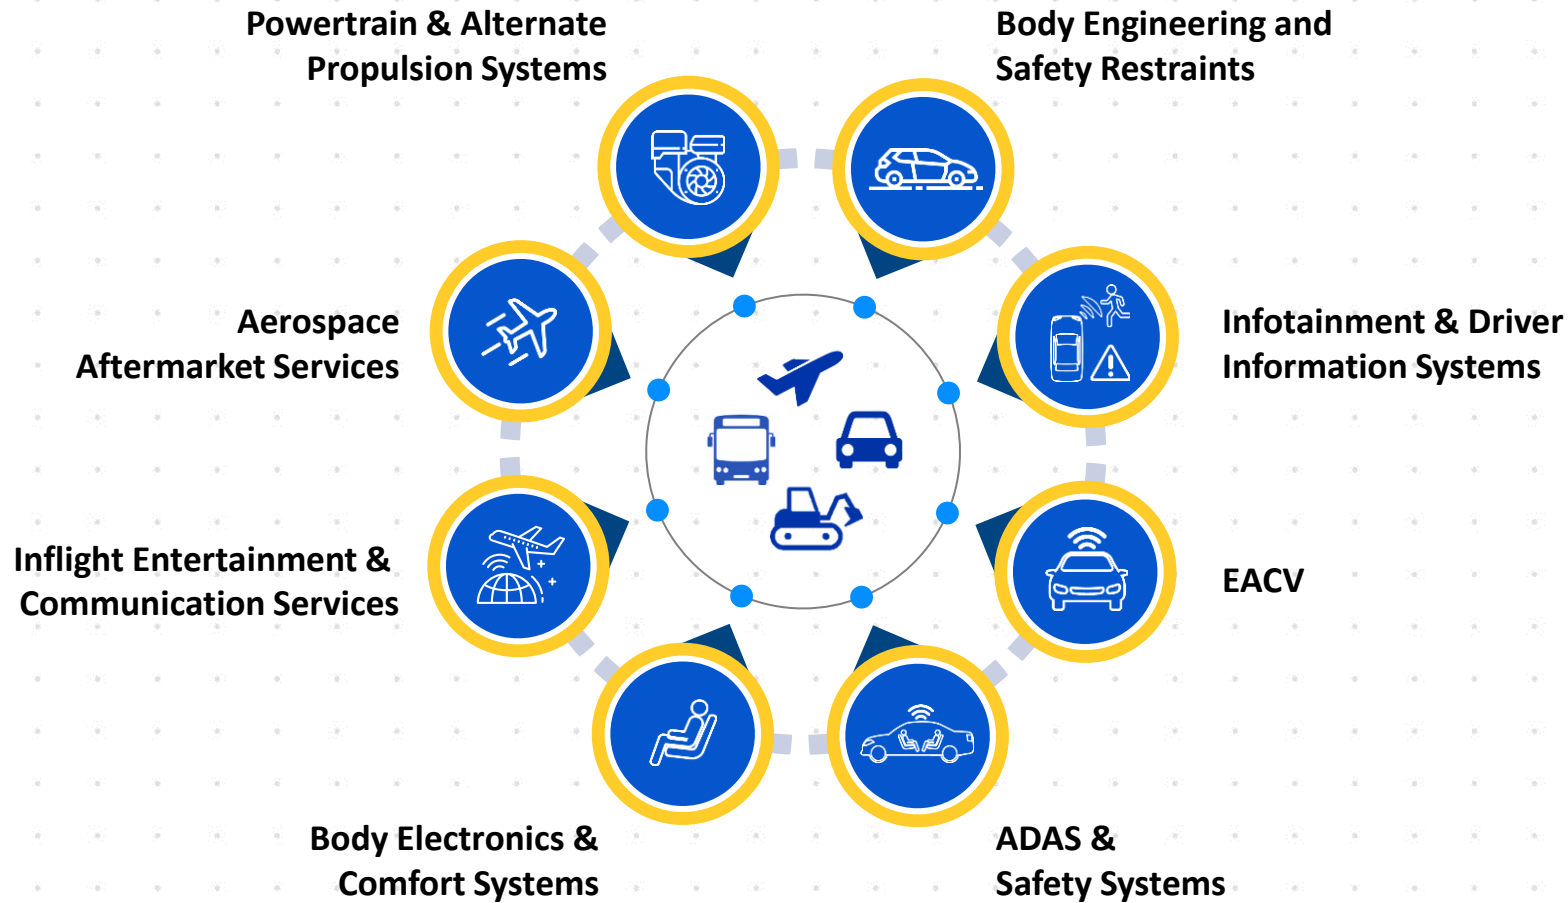 Powertrain & Alternate
Propulsion Systems
Body Engineering and
Safety Restraints
Aerospace
Aftermarket Services
Infotainment & Driver
Information Systems
Inflight Entertainment &
Communication Services
EACV
Body Electronics &
Comfort Systems
ADAS &
Safety Systems